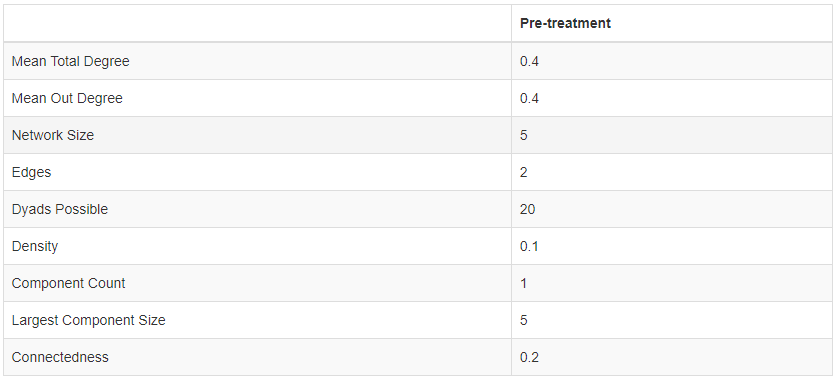 Pre-treatment
Mean Total Degree 0.4
Mean Out Degree 0.4
Network Size 5
Edges 2
Dyads Possible 20
Density 0.1
Component Count 1
Largest Component Size 5
Connectedness 0.2